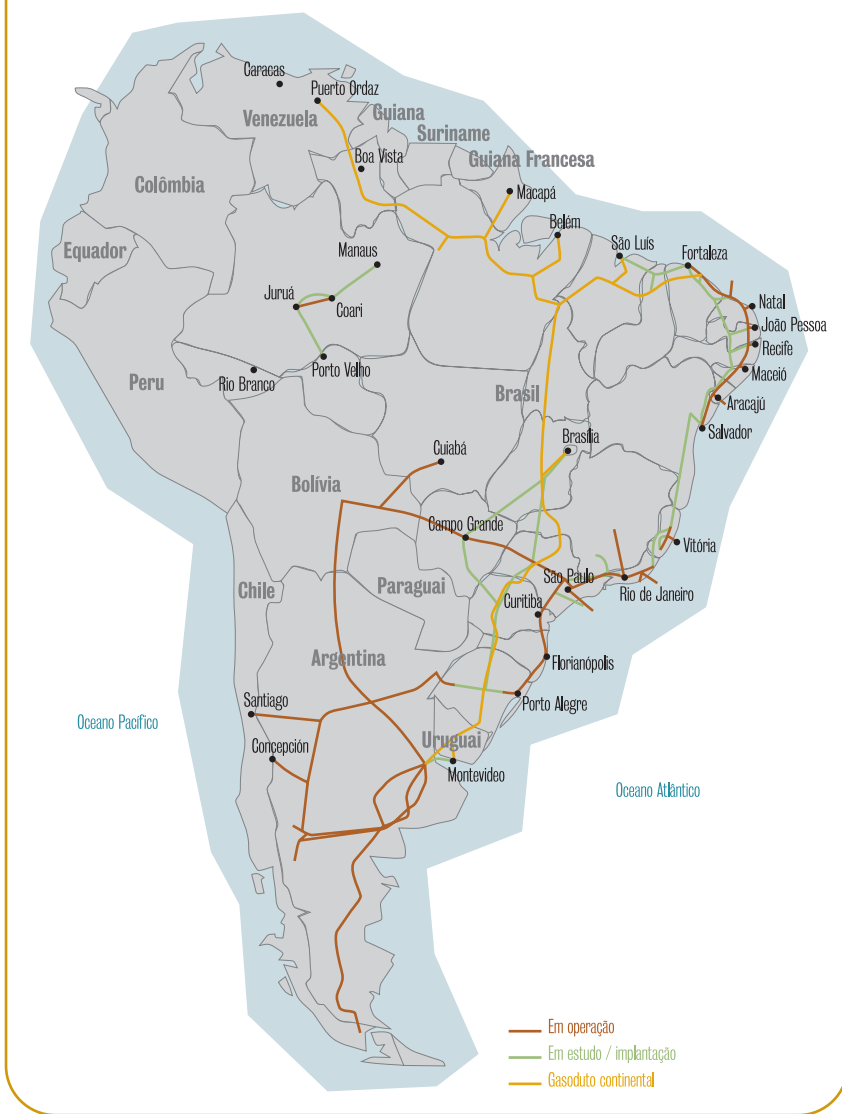 Caracas
Puerto Ordaz
Venezuela
Guiana
Suriname
Guiana Francesa
Boa Vista
Colômbia
Macapá
Equador
Belém
São Luís
Fortaleza
Manaus
Juruá
Coari
Natal
João Pessoa
Recife
Porto Velho
Rio Branco
Peru
Maceió
Brasil
Aracajú
Salvador
Brasília
Cuiabá
Bolívia
Campo Grande
Vitória
São Paulo
Chile
Paraguai
Rio de Janeiro
Curitiba
Argentina
Florianópolis
Santiago
Porto Alegre
Oceano Pacífico
Uruguai
Concepción
Montevideo
Oceano Atlântico
Em operação
Em estudo / implantação
Gasoduto continental